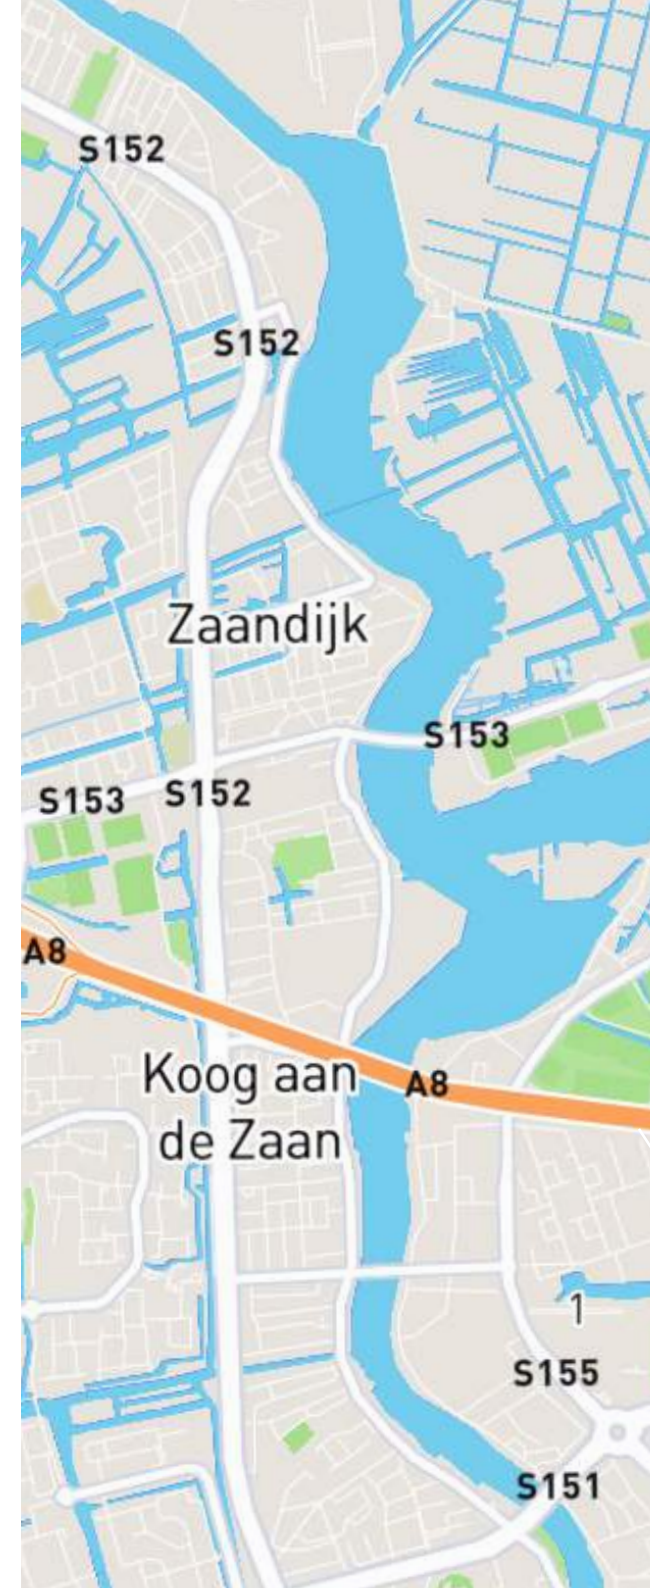 S152
S152
Zaandijk
S153
S153
S152
A8
Koog aan
de Zaan
A8
1
S155
S151